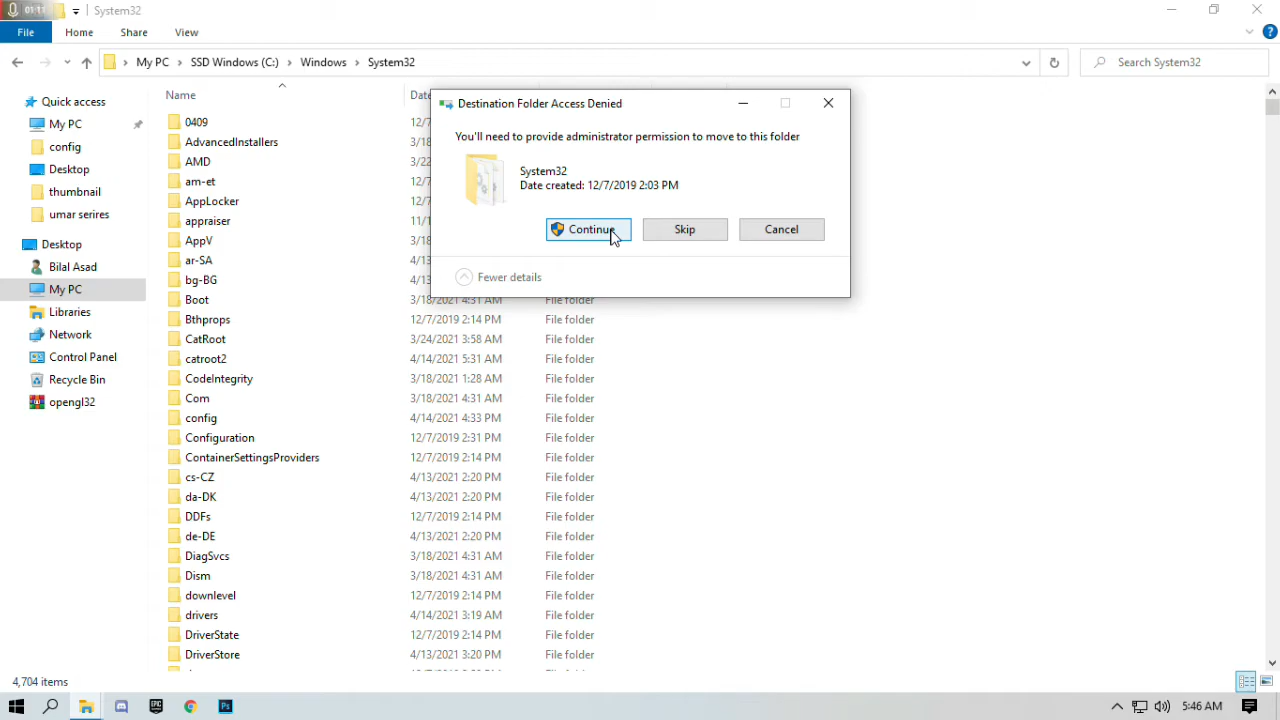 01:11
System32
File Home Share View
My PC > SSD Windows (C:) > Windows > System32
Search System32
Quick access
My PC
config
Desktop
thumbnail
umar serires
Desktop
Bilal Asad
My PC
Libraries
Network
Control Panel
Recycle Bin
opengl32
Name
Destination Folder Access Denied
You'll need to provide administrator permission to move to this folder
System32
Date created: 12/7/2019 2:03 PM
Continue Skip Cancel
Fewer details
0409
AdvancedInstallers
AMD
am-et
AppLocker
appraiser
AppV
ar-SA
bg-BG
Boot 3/18/2021 4:31 AM File folder
Bthprops 12/7/2019 2:14 PM File folder
CatRoot 3/24/2021 3:58 AM File folder
catroot2 4/14/2021 5:31 AM File folder
CodeIntegrity 3/18/2021 1:28 AM File folder
Com 3/18/2021 4:31 AM File folder
config 4/14/2021 4:33 PM File folder
Configuration 12/7/2019 2:31 PM File folder
ContainerSettingsProviders 12/7/2019 2:14 PM File folder
cs-CZ 4/13/2021 2:20 PM File folder
da-DK 4/13/2021 2:20 PM File folder
DDFs 12/7/2019 2:14 PM File folder
de-DE 4/13/2021 2:20 PM File folder
DiagSvcs 3/18/2021 4:31 AM File folder
Dism 3/18/2021 4:31 AM File folder
downlevel 12/7/2019 2:14 PM File folder
drivers 4/14/2021 3:19 AM File folder
DriverState 12/7/2019 2:14 PM File folder
DriverStore 4/13/2021 3:20 PM File folder
4,704 items
5:46 AM